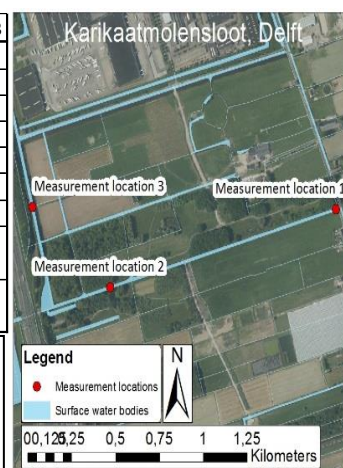 Karikaatmolensloot, Delft
Measurement location 3
Measurement location 1
Measurement location 2
Legend
N
Measurement locations
Surface water bodies
0 0,125 0,25 0,5 0,75 1 1,25
Kilometers